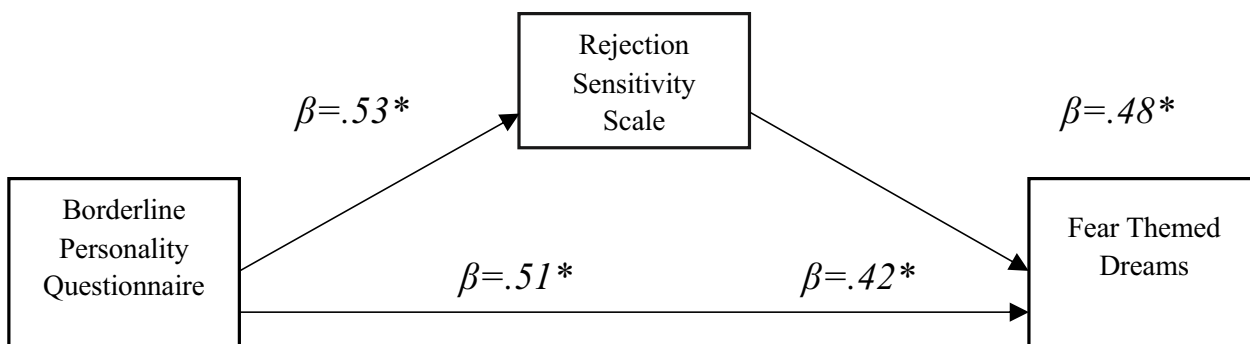 Rejection
Sensitivity
Scale
β=.53*
β=.48*
Borderline
Personality
Questionnaire
Fear Themed
Dreams
β=.51*
β=.42*